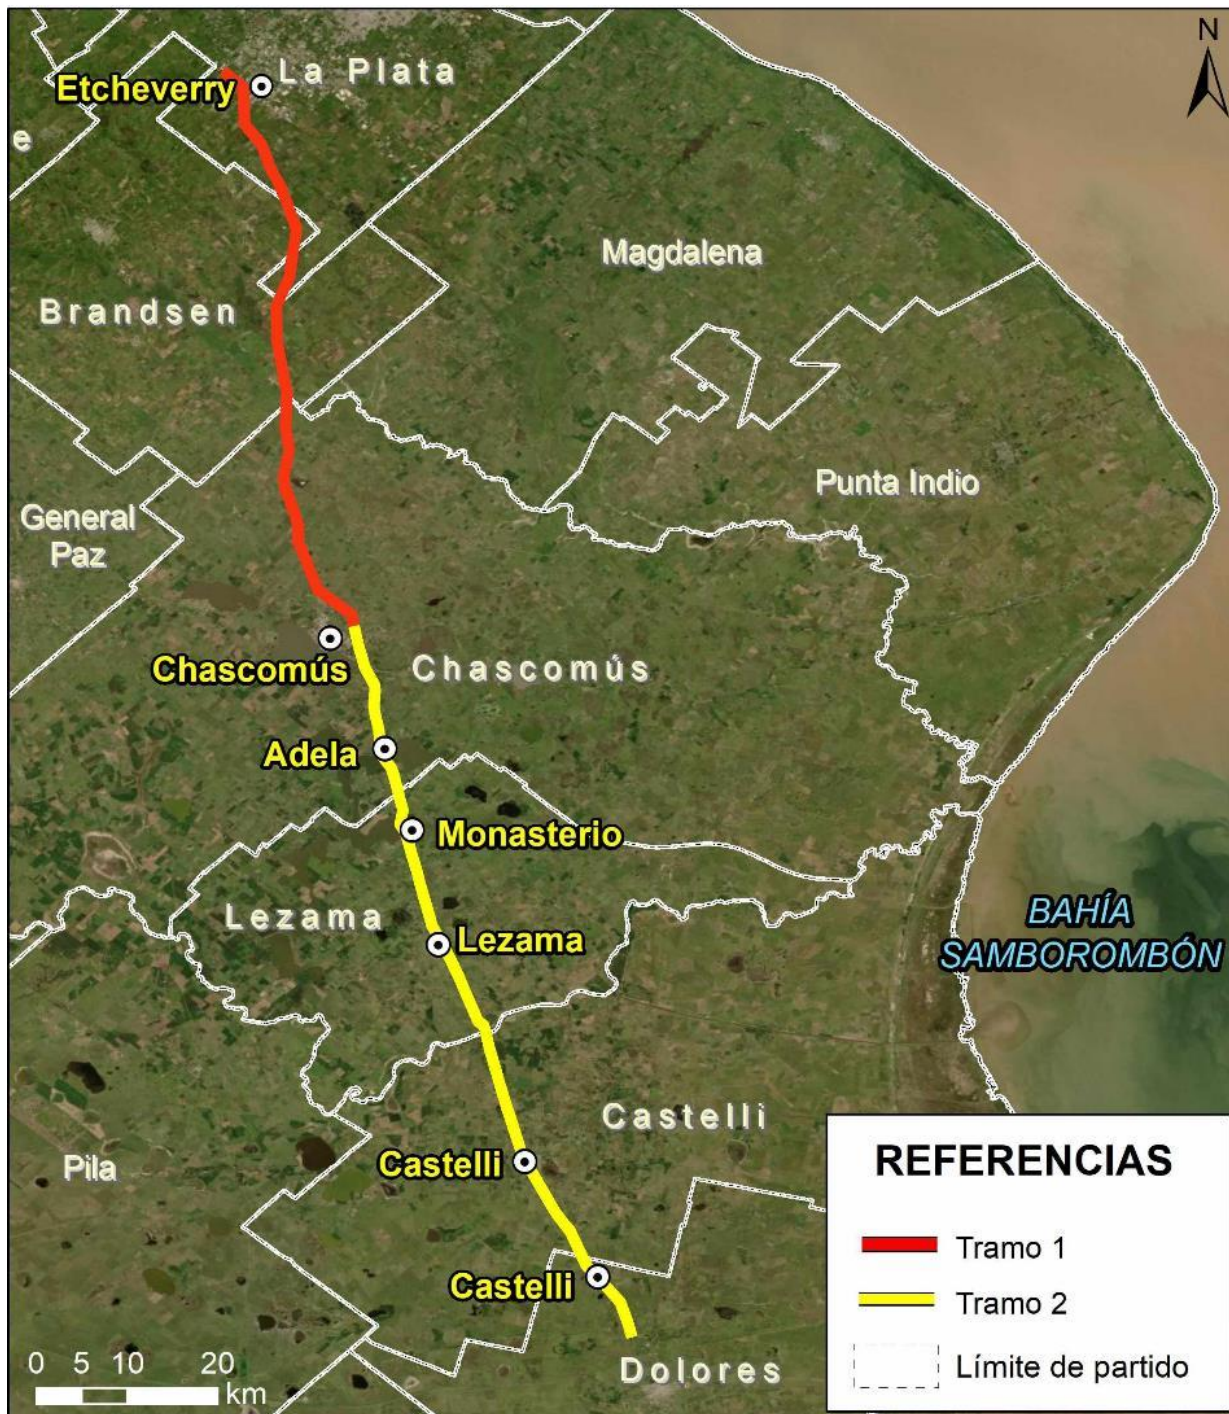 N
La Plata
Etcheverry
e
Magdalena
Brandsen
Punta Indio
General
Paz
Chascomús
Chascomús
Adela
Monasterio
Lezama
Lezama
BAHÍA
SAMBOROMBÓN
Castelli
Pila
Castelli
Castelli
Dolores
REFERENCIAS
Tramo 1
Tramo 2
Límite de partido
0 5 10 20
km